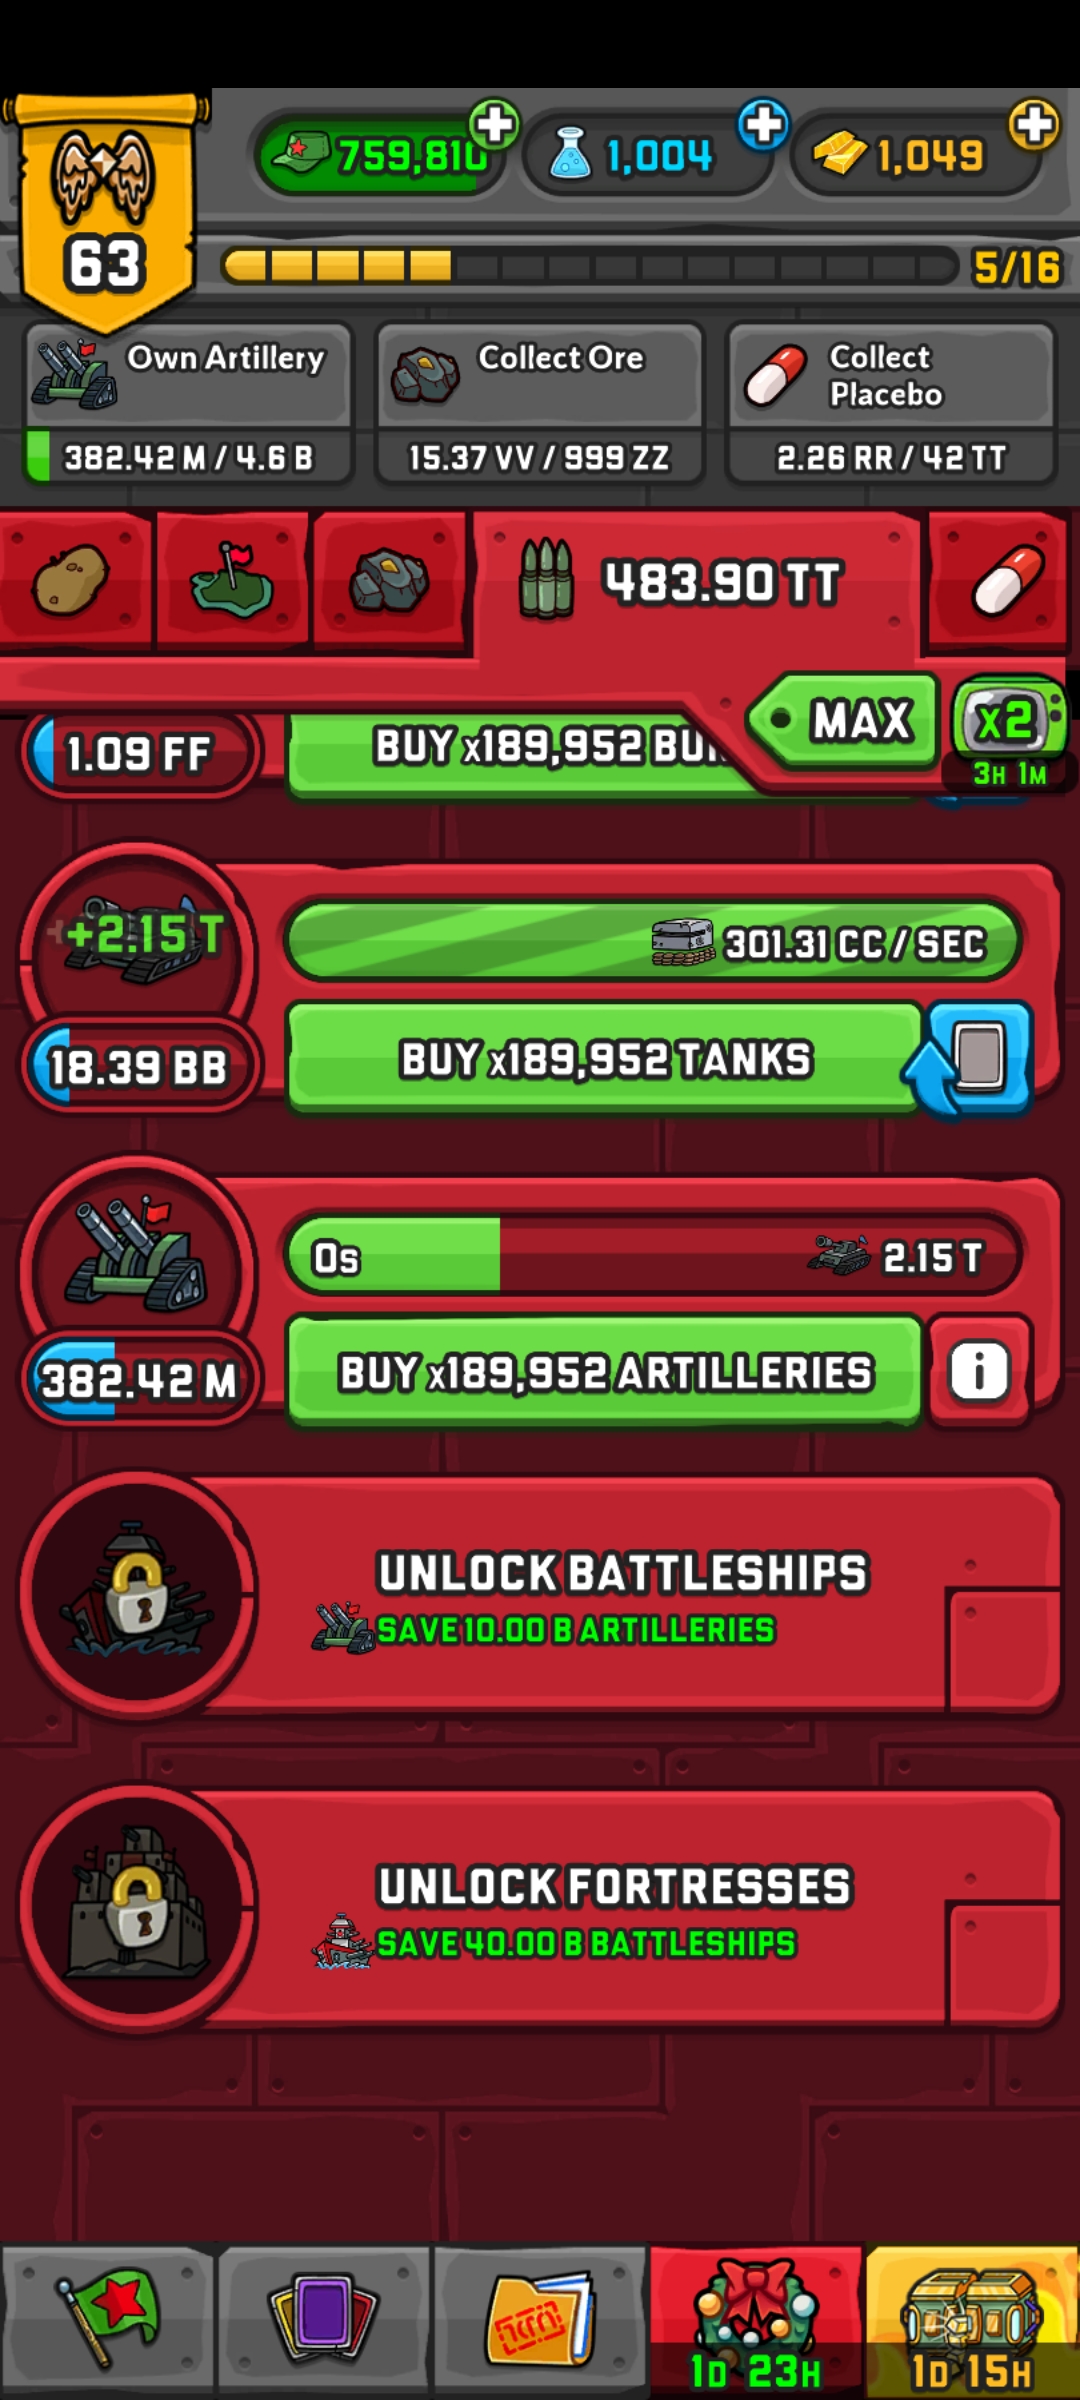 63
759,810
1,004
1,049
5/16
Own Artillery
382.42 M / 4.6 B
Collect Ore
15.37 VV / 999 ZZ
Collect
Placebo
2.26 RR / 42 TT
483.90 TT
MAX
x2
3H 1M
1.09 FF
BUY x189,952
+2.15 T
301.31 CC / SEC
18.39 BB
BUY x189,952 TANKS
0s
2.15 T
382.42 M
BUY x189,952 ARTILLERIES
i
UNLOCK BATTLESHIPS
SAVE 10.00 B ARTILLERIES
UNLOCK FORTRESSES
SAVE 40.00 B BATTLESHIPS
1D 23H
1D 15H